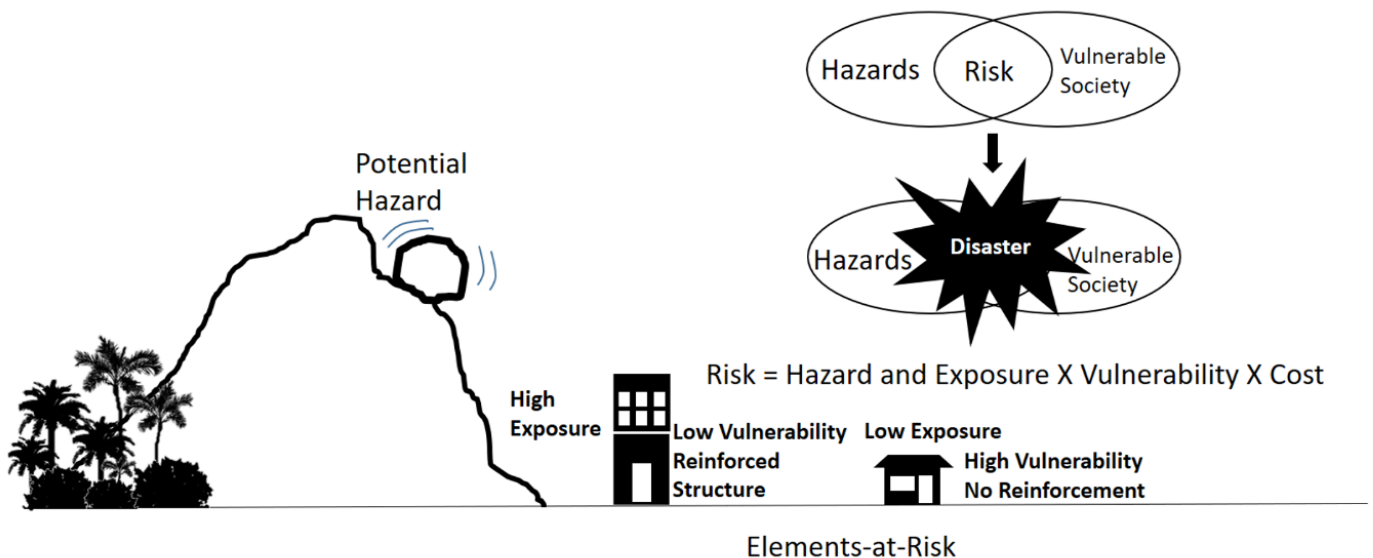 Hazards
Risk
Vulnerable
Society
Potential
Hazard
Disaster
Hazards
Vulnerable
Society
Risk = Hazard and Exposure X Vulnerability X Cost
High
Exposure
Low Vulnerability
Reinforced
Structure
Low Exposure
High Vulnerability
No Reinforcement
Elements-at-Risk